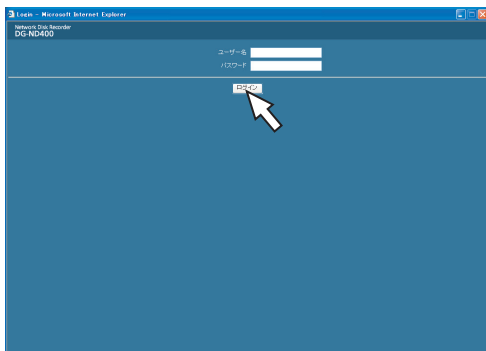 Login - Microsoft Internet Explorer
Network Disk Recorder
DG-ND400
ユーザー名
パスワード
ログイン